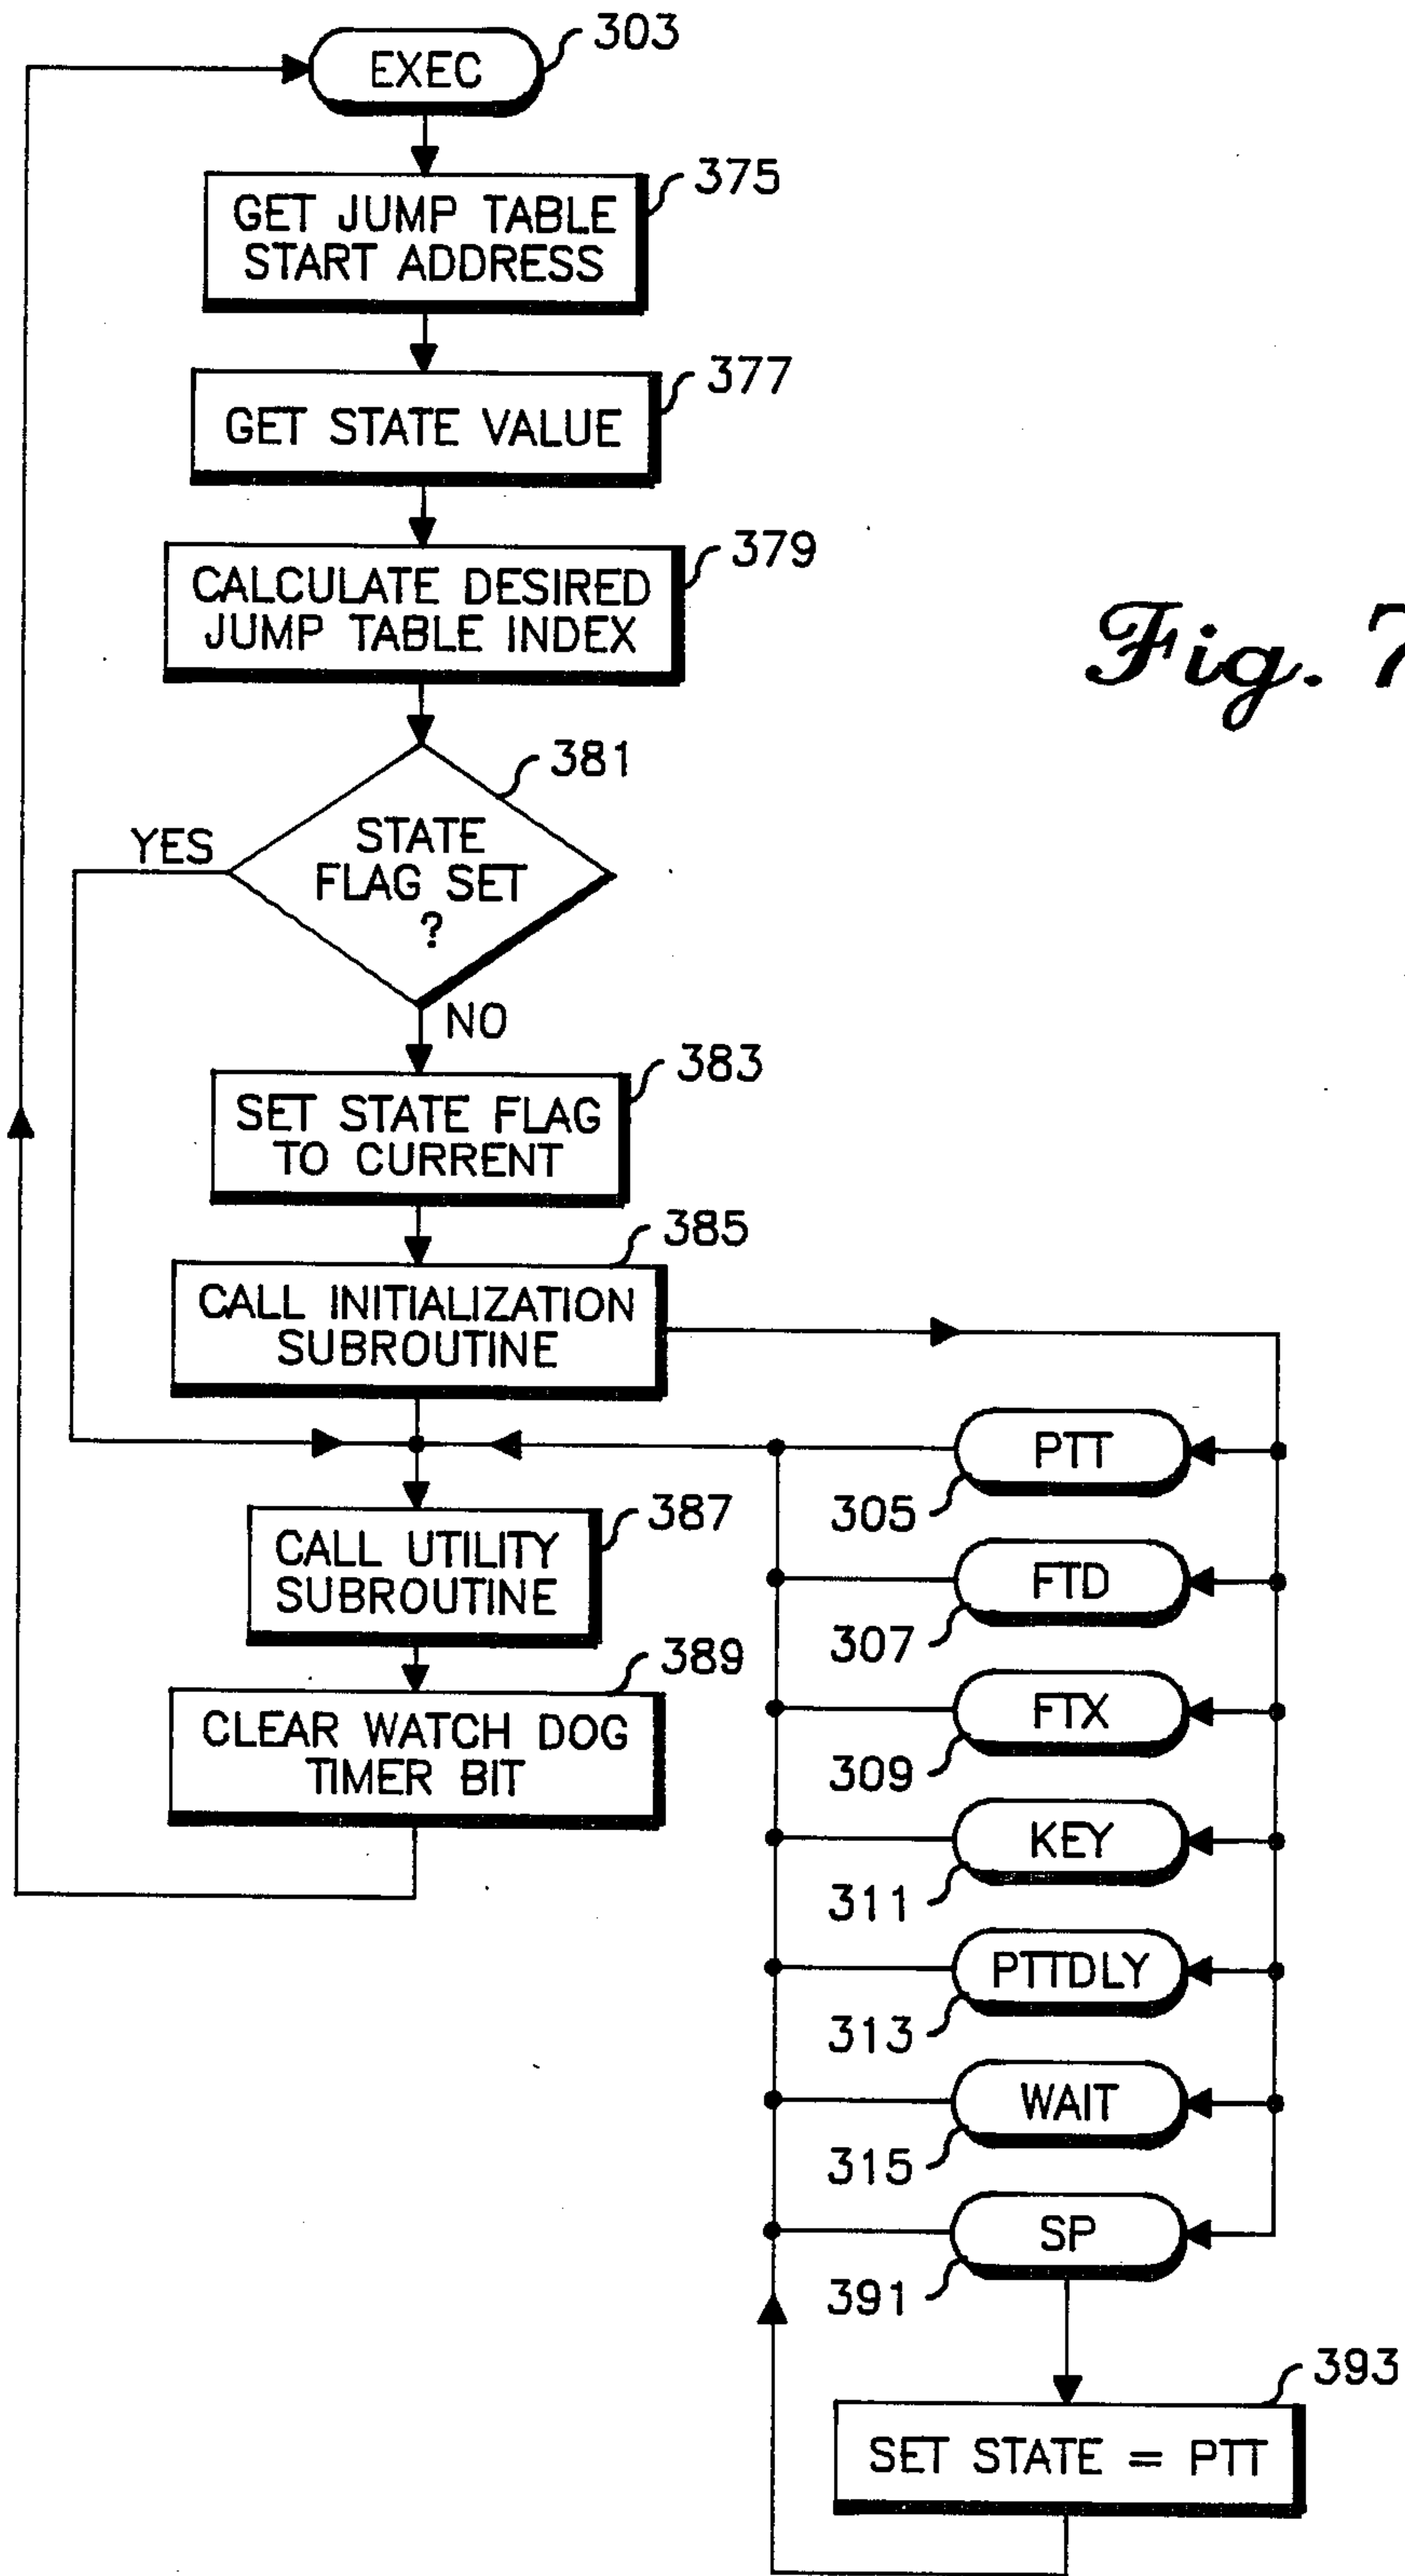 303
EXEC
375
GET JUMP TABLE
START ADDRESS
377
GET STATE VALUE
379
CALCULATE DESIRED
JUMP TABLE INDEX
Fig. 7
381
STATE
FLAG SET
?
YES
NO
383
SET STATE FLAG
TO CURRENT
385
CALL INITIALIZATION
SUBROUTINE
PTT
305
387
CALL UTILITY
SUBROUTINE
FTD
307
389
CLEAR WATCH DOG
TIMER BIT
FTX
309
KEY
311
PTTDLY
313
WAIT
315
SP
391
393
SET STATE = PTT